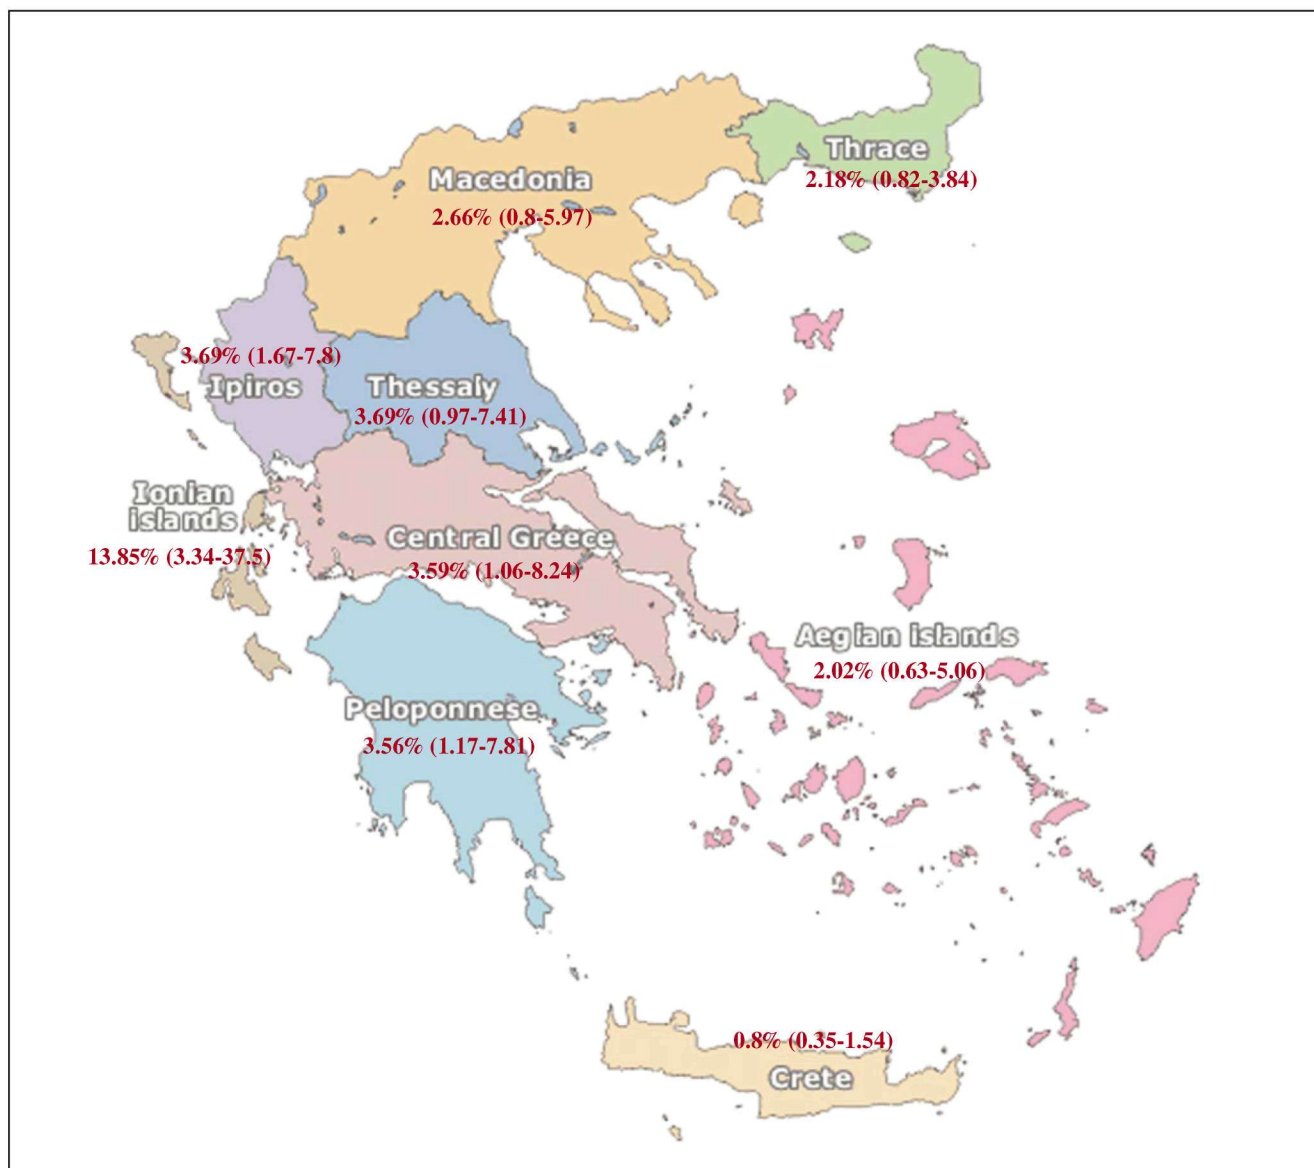 Thrace
2.18% (0.82-3.84)
Macedonia
2.66% (0.8-5.97)
3.69% (1.67-7.8)
Ipiros
Thessaly
3.69% (0.97-7.41)
Ionian
islands
13.85% (3.34-37.5)
Central Greece
3.59% (1.06-8.24)
Aegian islands
2.02% (0.63-5.06)
Peloponnese
3.56% (1.17-7.81)
0.8% (0.35-1.54)
Crete